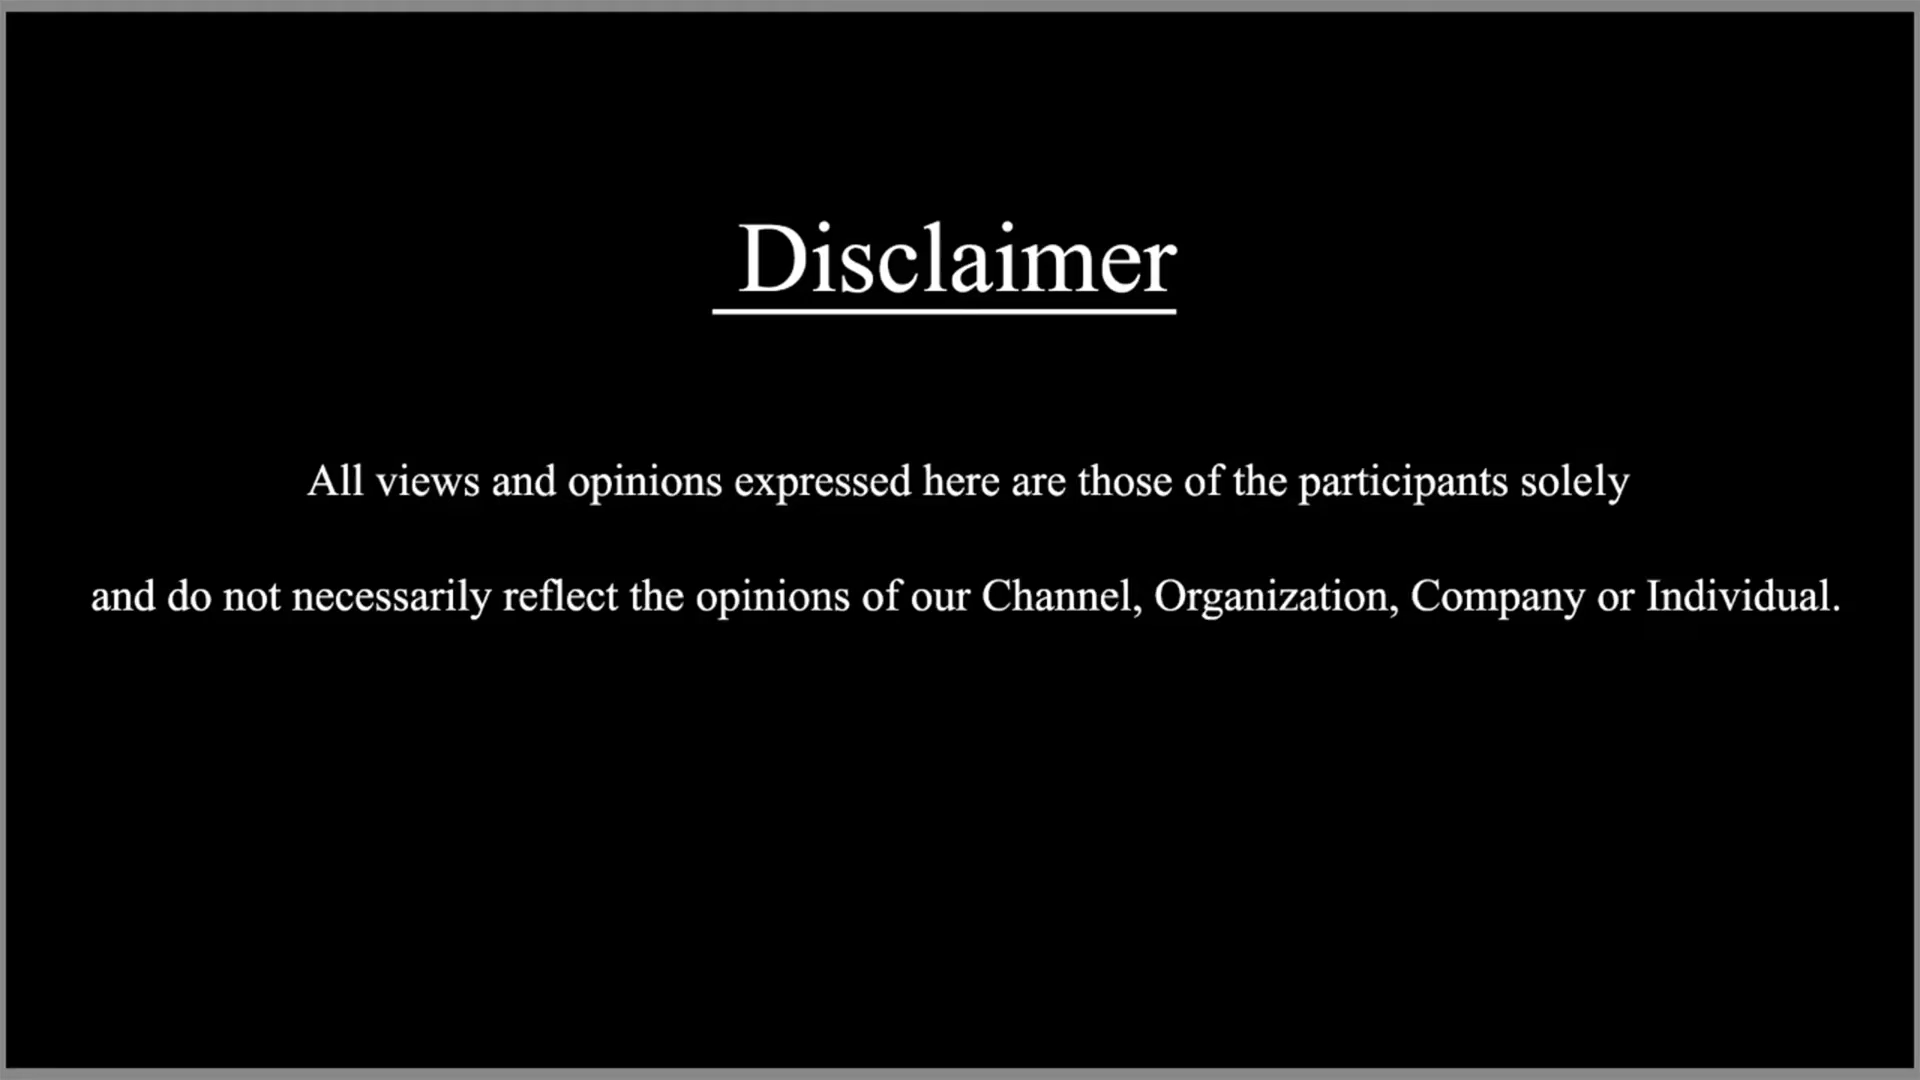 Disclaimer
All views and opinions expressed here are those of the participants solely
and do not necessarily reflect the opinions of our Channel, Organization, Company or Individual.